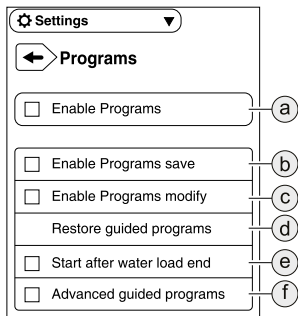 Settings
Programs
Enable Programs a
Enable Programs save b
Enable Programs modify c
Restore guided programs d
Start after water load end e
Advanced guided programs f